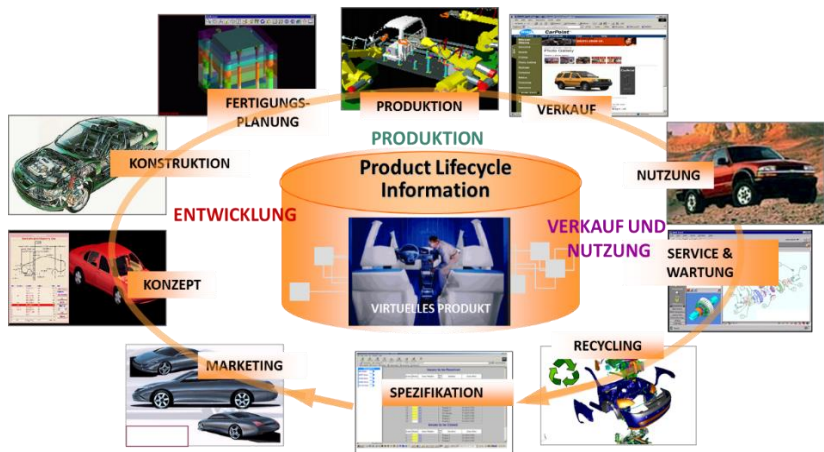 FERTIGUNGS-
PLANUNG
PRODUKTION
CarPoint
VERKAUF
PRODUKTION
KONSTRUKTION
Product Lifecycle
Information
NUTZUNG
ENTWICKLUNG
VERKAUF UND
NUTZUNG
SERVICE &
WARTUNG
KONZEPT
VIRTUELLES PRODUKT
RECYCLING
MARKETING
SPEZIFIKATION